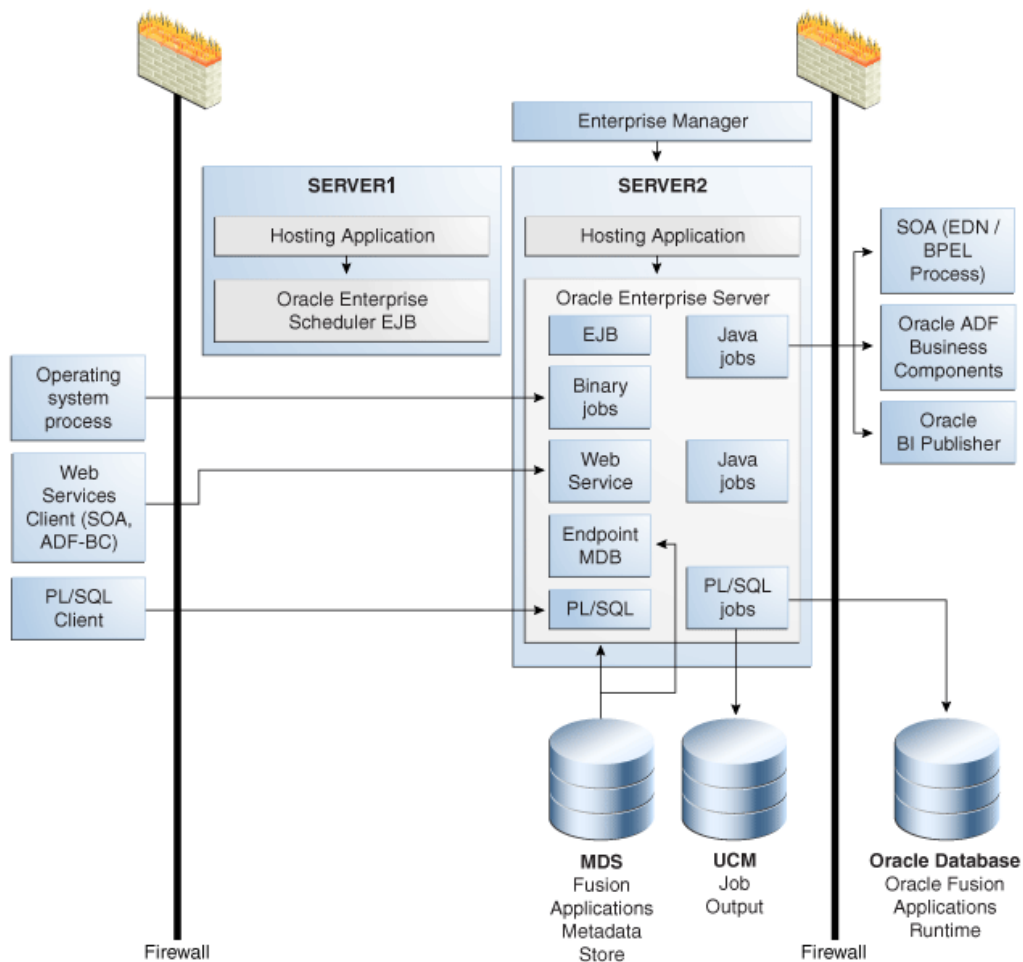 Enterprise Manager
SERVER1
Hosting Application
Oracle Enterprise
Scheduler EJB
SERVER2
Hosting Application
Oracle Enterprise Server
EJB
Java
jobs
Binary
jobs
Web
Service
Java
jobs
Endpoint
MDB
PL/SQL
PL/SQL
jobs
Operating
system
process
Web
Services
Client (SOA,
ADF-BC)
PL/SQL
Client
SOA (EDN /
BPEL
Process)
Oracle ADF
Business
Components
Oracle
BI Publisher
MDS
Fusion
Applications
Metadata
Store
UCM
Job
Output
Oracle Database
Oracle Fusion
Applications
Runtime
Firewall
Firewall